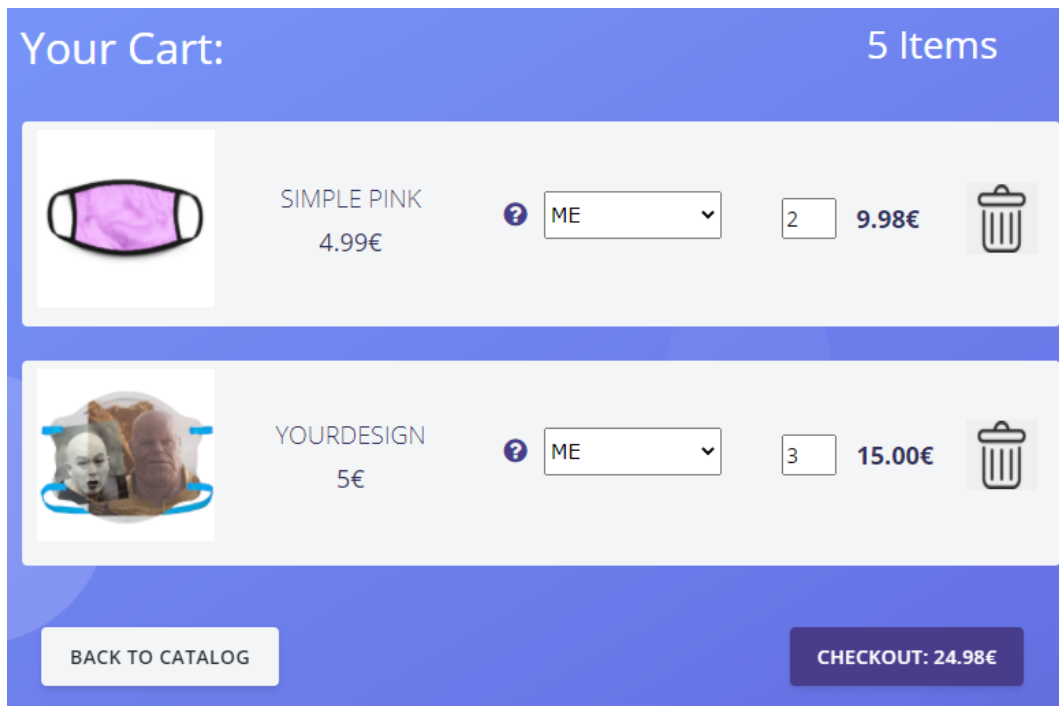 Your Cart:
5 Items
SIMPLE PINK
4.99€
?
ME
2
9.98€
YOURDESIGN
5€
?
ME
3
15.00€
BACK TO CATALOG
CHECKOUT: 24.98€